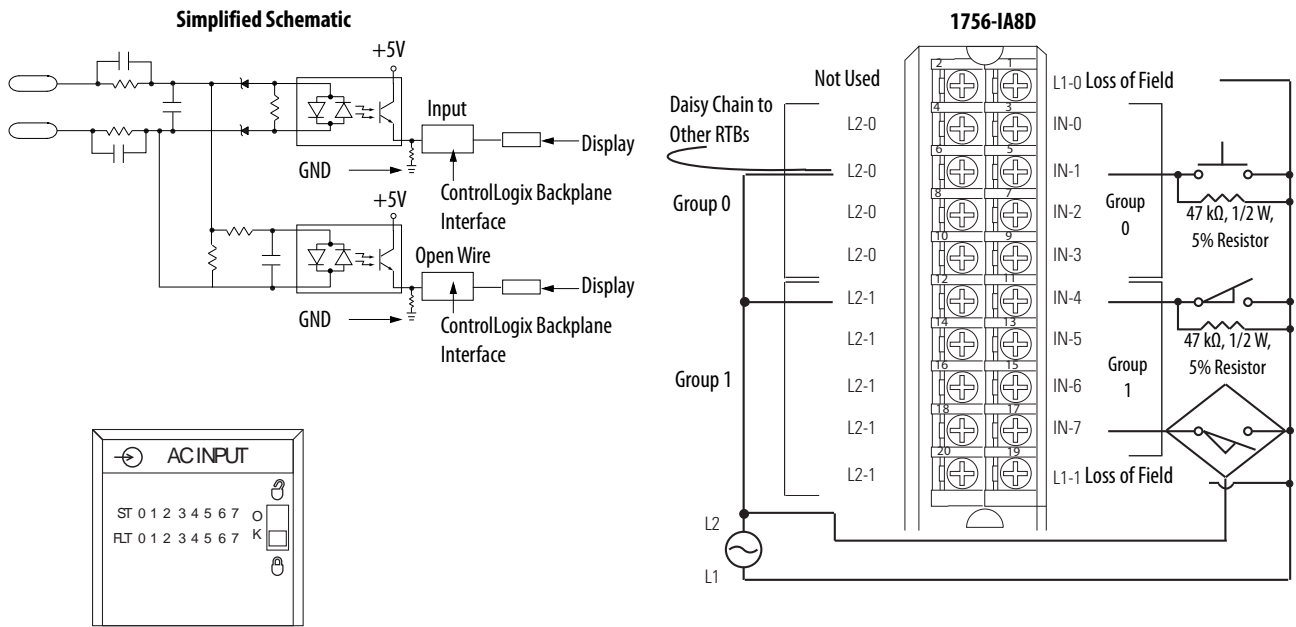 Simplified Schematic
+5V
Input
Display
GND
ControlLogix Backplane
Interface
+5V
Open Wire
Display
GND
ControlLogix Backplane
Interface
AC INPUT
ST 0 1 2 3 4 5 6 7
FLT 0 1 2 3 4 5 6 7
O
K
1756-IA8D
Not Used
Daisy Chain to
Other RTBs
L2-0
L2-0
L2-0
L2-0
Group 0
L2-1
L2-1
L2-1
L2-1
L2-1
Group 1
2 1
4 3
6 5
8 7
10 9
12 11
14 13
16 15
18 17
20 19
L1-0 Loss of Field
IN-0
IN-1
IN-2
IN-3
Group
0
47 kΩ, 1/2 W,
5% Resistor
IN-4
IN-5
IN-6
IN-7
Group
1
47 kΩ, 1/2 W,
5% Resistor
L1-1 Loss of Field
L2
L1